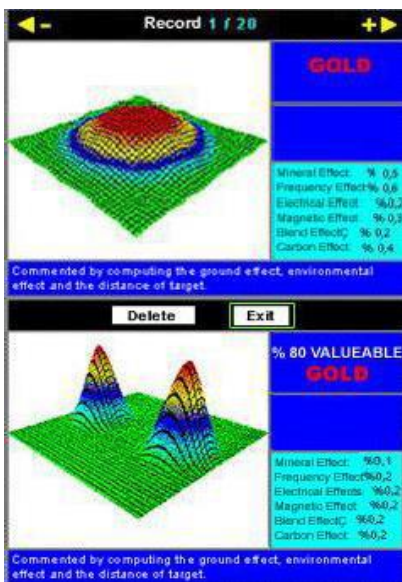 Record 1 / 20
GOLD
Mineral Effect: % 0,5
Frequency Effect% 0,6
Electrical Effect %0,2
Magnetic Effect % 0,3
Blend EffectÇ % 0,2
Carbon Effect: % 0,4
Commented by computing the ground effect, environmental
effect and the distance of target.
Delete Exit
% 80 VALUEABLE
GOLD
Mineral Effect: %0,1
Frequency Effect%0,2
Electrical Effects %0,2
Magnetic Effect %0,2
Blend EffectÇ %0,2
Carbon Effect: %0,2
Commented by computing the ground effect, environmental
effect and the distance of target.